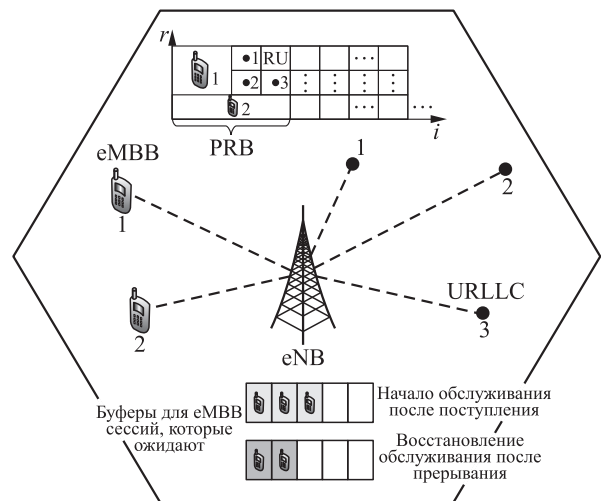 r
1 RU ...
1
2 3
2 ... ...
PRB
i
eMBB
1
1
2
URLLC
2
3
eNB
Буферы для eMBB
сессий, которые
ожидают
Начало обслуживания
после поступления
Восстановление
обслуживания после
прерывания